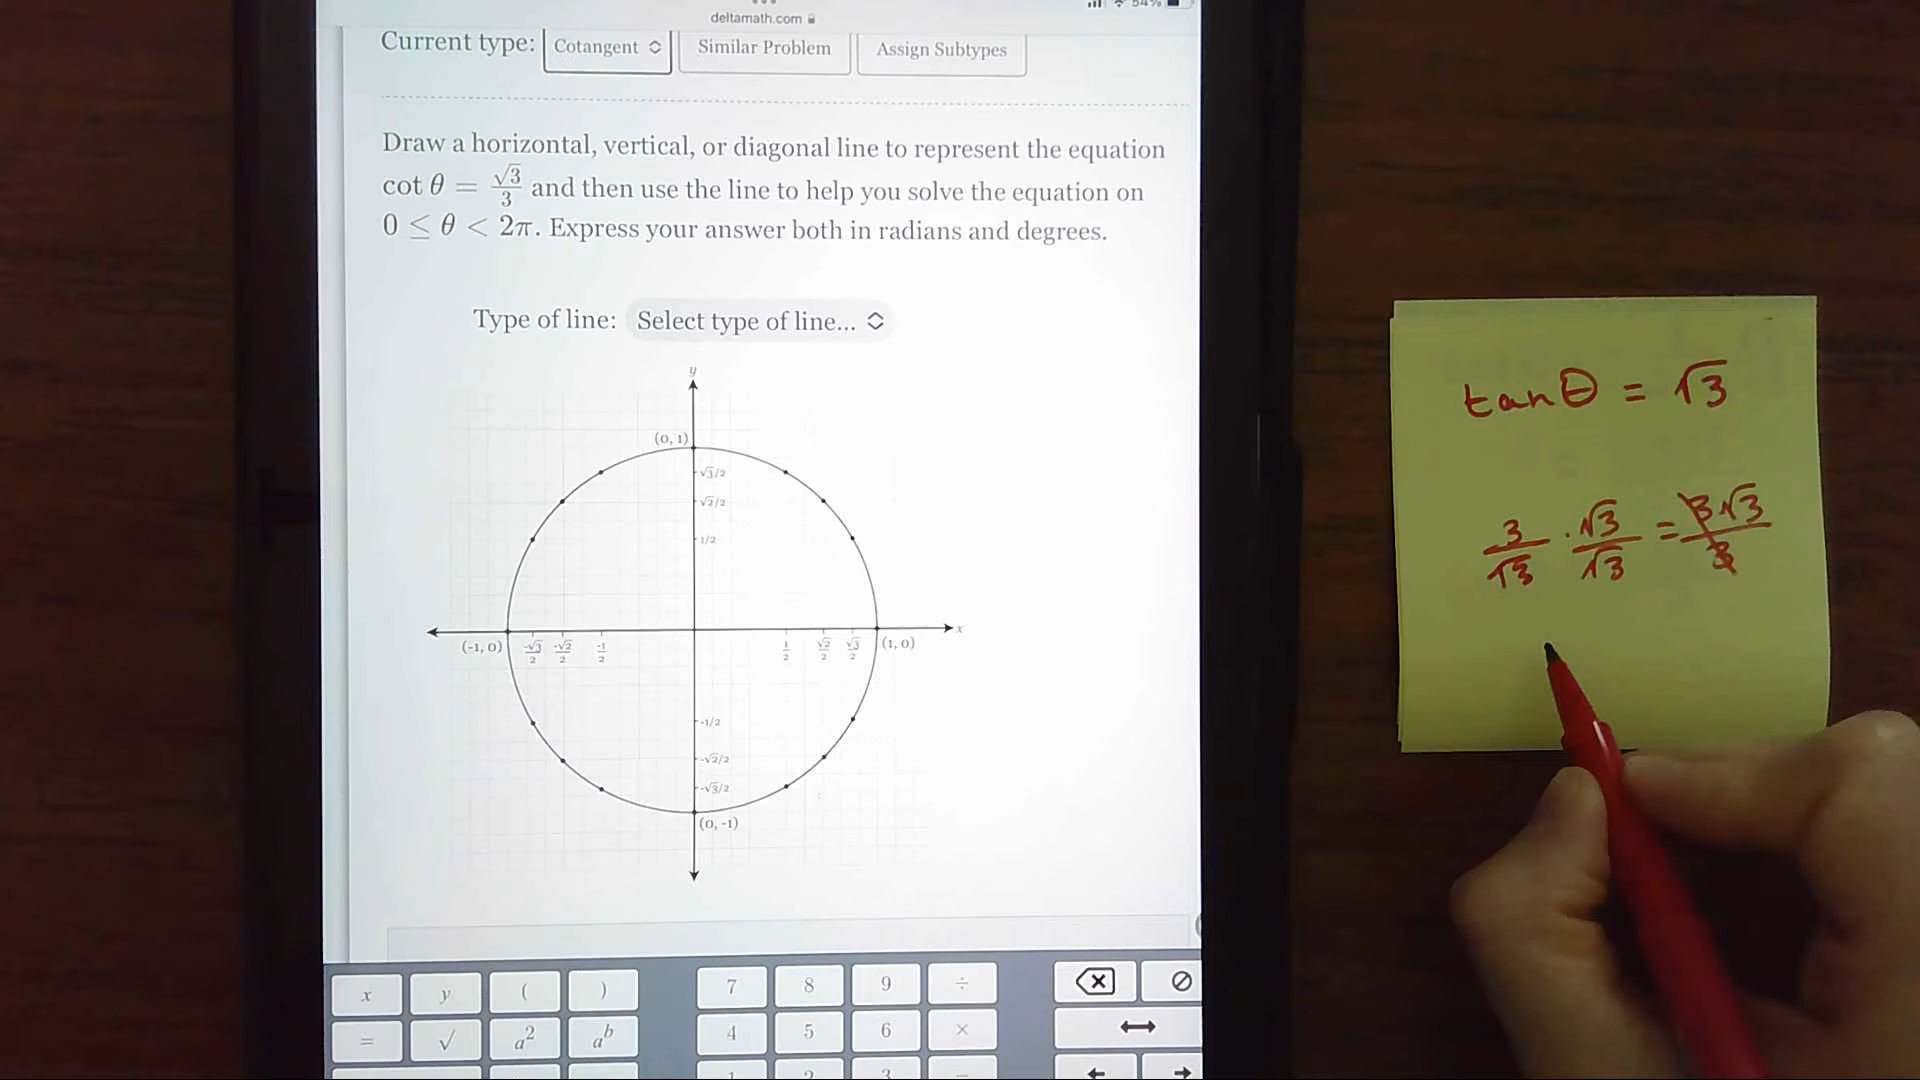 deltamath.com
54%
Current type: Cotangent Similar Problem Assign Subtypes
Draw a horizontal, vertical, or diagonal line to represent the equation
cot θ = √3/3 and then use the line to help you solve the equation on
0 ≤ θ < 2π. Express your answer both in radians and degrees.
Type of line: Select type of line...
y
(0, 1)
√3/2
√2/2
1/2
x
(-1, 0) -√3/2 -√2/2 -1/2 1/2 √2/2 √3/2 (1, 0)
-1/2
-√2/2
-√3/2
(0, -1)
x y ( ) 7 8 9 ÷
= √ a² aᵇ 4 5 6 ×
1 2 3 −
tanθ = √3
3/√3 · √3/√3 = 3√3/3